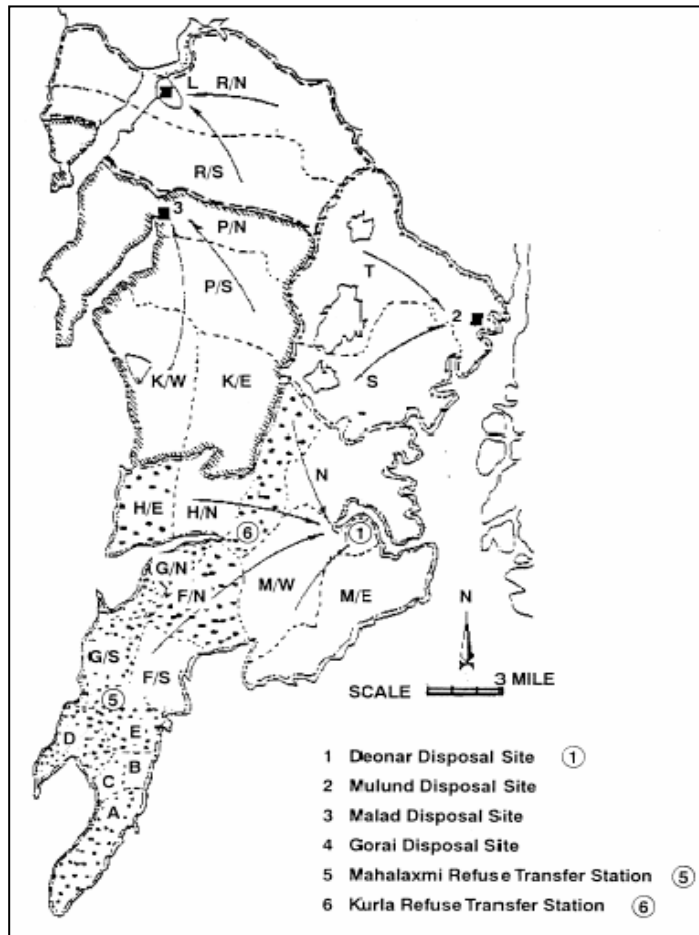 L R/N
R/S
3
P/N
P/S
T
2
K/W K/E
S
N
H/E H/N
6
1
G/N
F/N
M/W
M/E
N
G/S
F/S
3 MILE
SCALE
5
D
E
B
C
A
1 Deonar Disposal Site 1
2 Mulund Disposal Site
3 Malad Disposal Site
4 Gorai Disposal Site
5 Mahalaxmi Refuse Transfer Station 5
6 Kurla Refuse Transfer Station 6